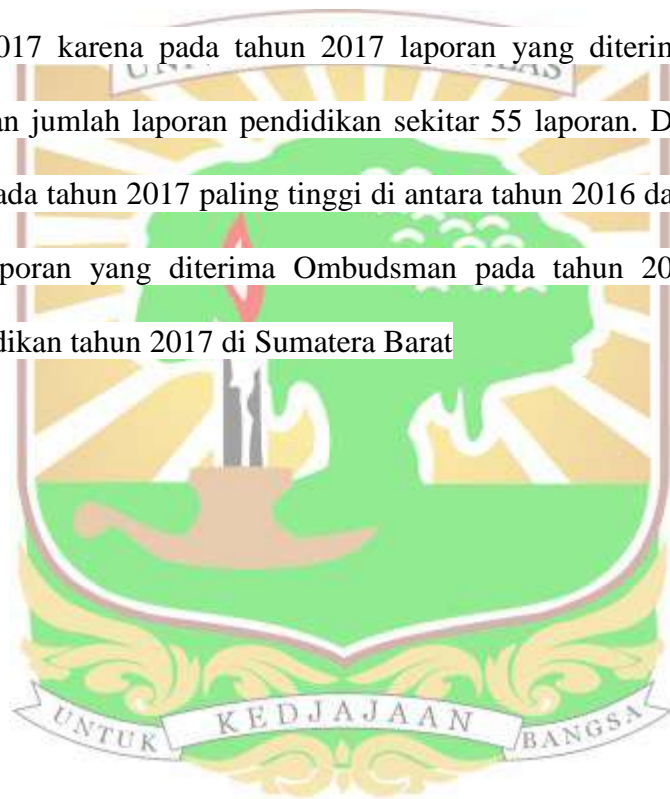 017 karena pada tahun 2017 laporan yang diterim
an jumlah laporan pendidikan sekitar 55 laporan. D
ada tahun 2017 paling tinggi di antara tahun 2016 da
poran yang diterima Ombudsman pada tahun 20
dikan tahun 2017 di Sumatera Barat
UNTUK KEDJAJAAN BANGSA